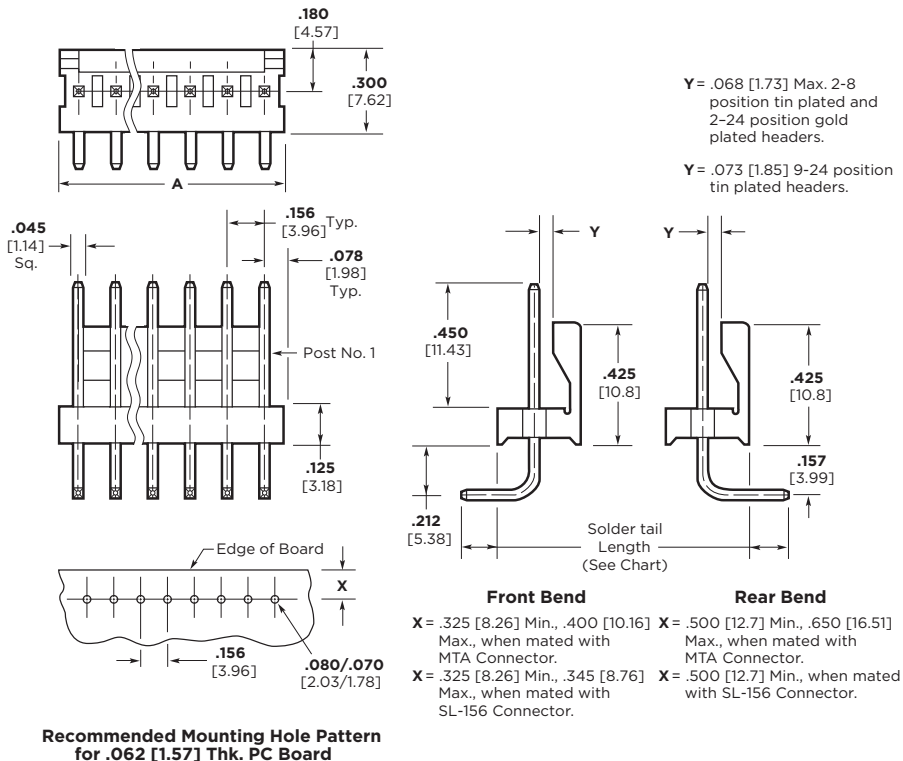 .180
[4.57]
.300
[7.62]
A
Y = .068 [1.73] Max. 2-8
position tin plated and
2–24 position gold
plated headers.
Y = .073 [1.85] 9-24 position
tin plated headers.
.045
[1.14]
Sq.
.156
[3.96]
Typ.
.078
[1.98]
Typ.
Post No. 1
.125
[3.18]
Y
Y
.450
[11.43]
.425
[10.8]
.425
[10.8]
.157
[3.99]
.212
[5.38]
Solder tail
Length
(See Chart)
Edge of Board
X
.156
[3.96]
.080/.070
[2.03/1.78]
Recommended Mounting Hole Pattern
for .062 [1.57] Thk. PC Board
Front Bend
X = .325 [8.26] Min., .400 [10.16]
Max., when mated with
MTA Connector.
X = .325 [8.26] Min., .345 [8.76]
Max., when mated with
SL-156 Connector.
Rear Bend
X = .500 [12.7] Min., .650 [16.51]
Max., when mated with
MTA Connector.
X = .500 [12.7] Min., when mated
with SL-156 Connector.